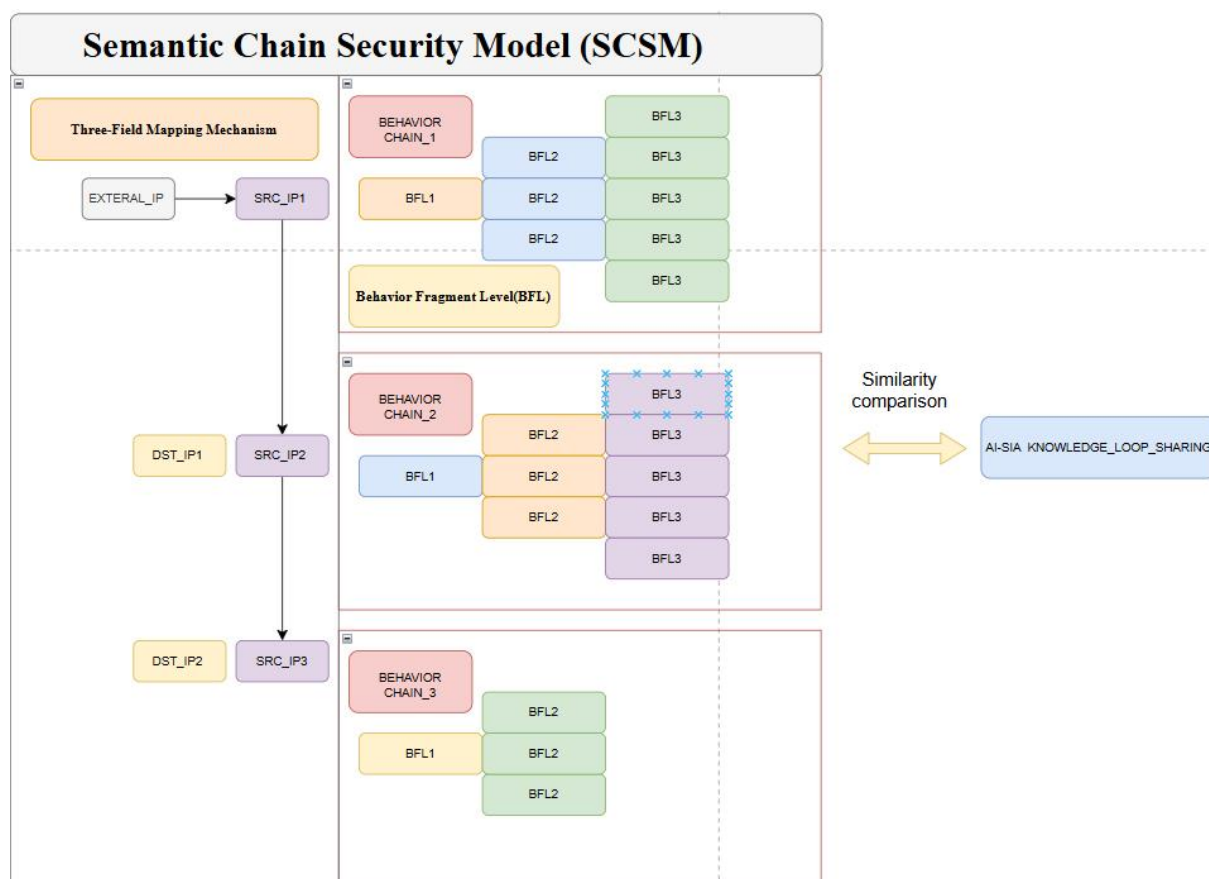 Semantic Chain Security Model (SCSM)
Three-Field Mapping Mechanism
EXTERAL_IP
SRC_IP1
DST_IP1
SRC_IP2
DST_IP2
SRC_IP3
BEHAVIOR
CHAIN_1
BFL1
BFL2
BFL2
BFL2
BFL3
BFL3
BFL3
BFL3
BFL3
Behavior Fragment Level(BFL)
BEHAVIOR
CHAIN_2
BFL1
BFL2
BFL2
BFL2
BFL3
BFL3
BFL3
BFL3
BFL3
BEHAVIOR
CHAIN_3
BFL1
BFL2
BFL2
BFL2
Similarity
comparison
AI-SIA KNOWLEDGE_LOOP_SHARING